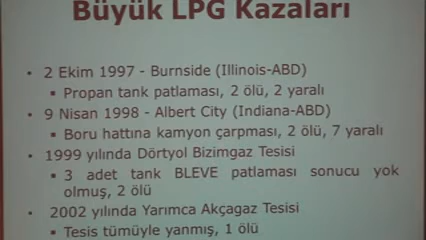 Büyük LPG Kazaları
• 2 Ekim 1997 - Burnside (Illinois-ABD)
▪ Propan tank patlaması, 2 ölü, 2 yaralı
• 9 Nisan 1998 - Albert City (Indiana-ABD)
▪ Boru hattına kamyon çarpması, 2 ölü, 7 yaralı
• 1999 yılında Dörtyol Bizimgaz Tesisi
▪ 3 adet tank BLEVE patlaması sonucu yok
olmuş, 2 ölü
• 2002 yılında Yarımca Akçagaz Tesisi
▪ Tesis tümüyle yanmış, 1 ölü